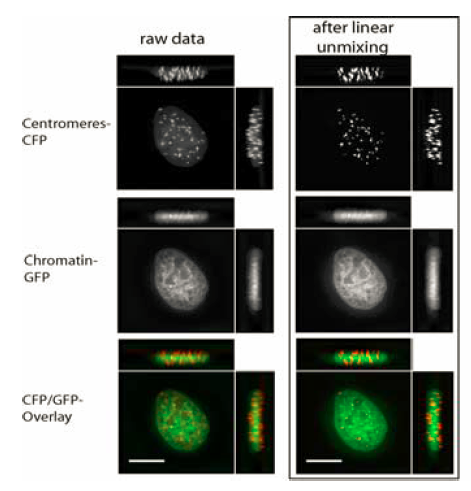 raw data
after linear
unmixing
Centromeres-
CFP
Chromatin-
GFP
CFP/GFP-
Overlay